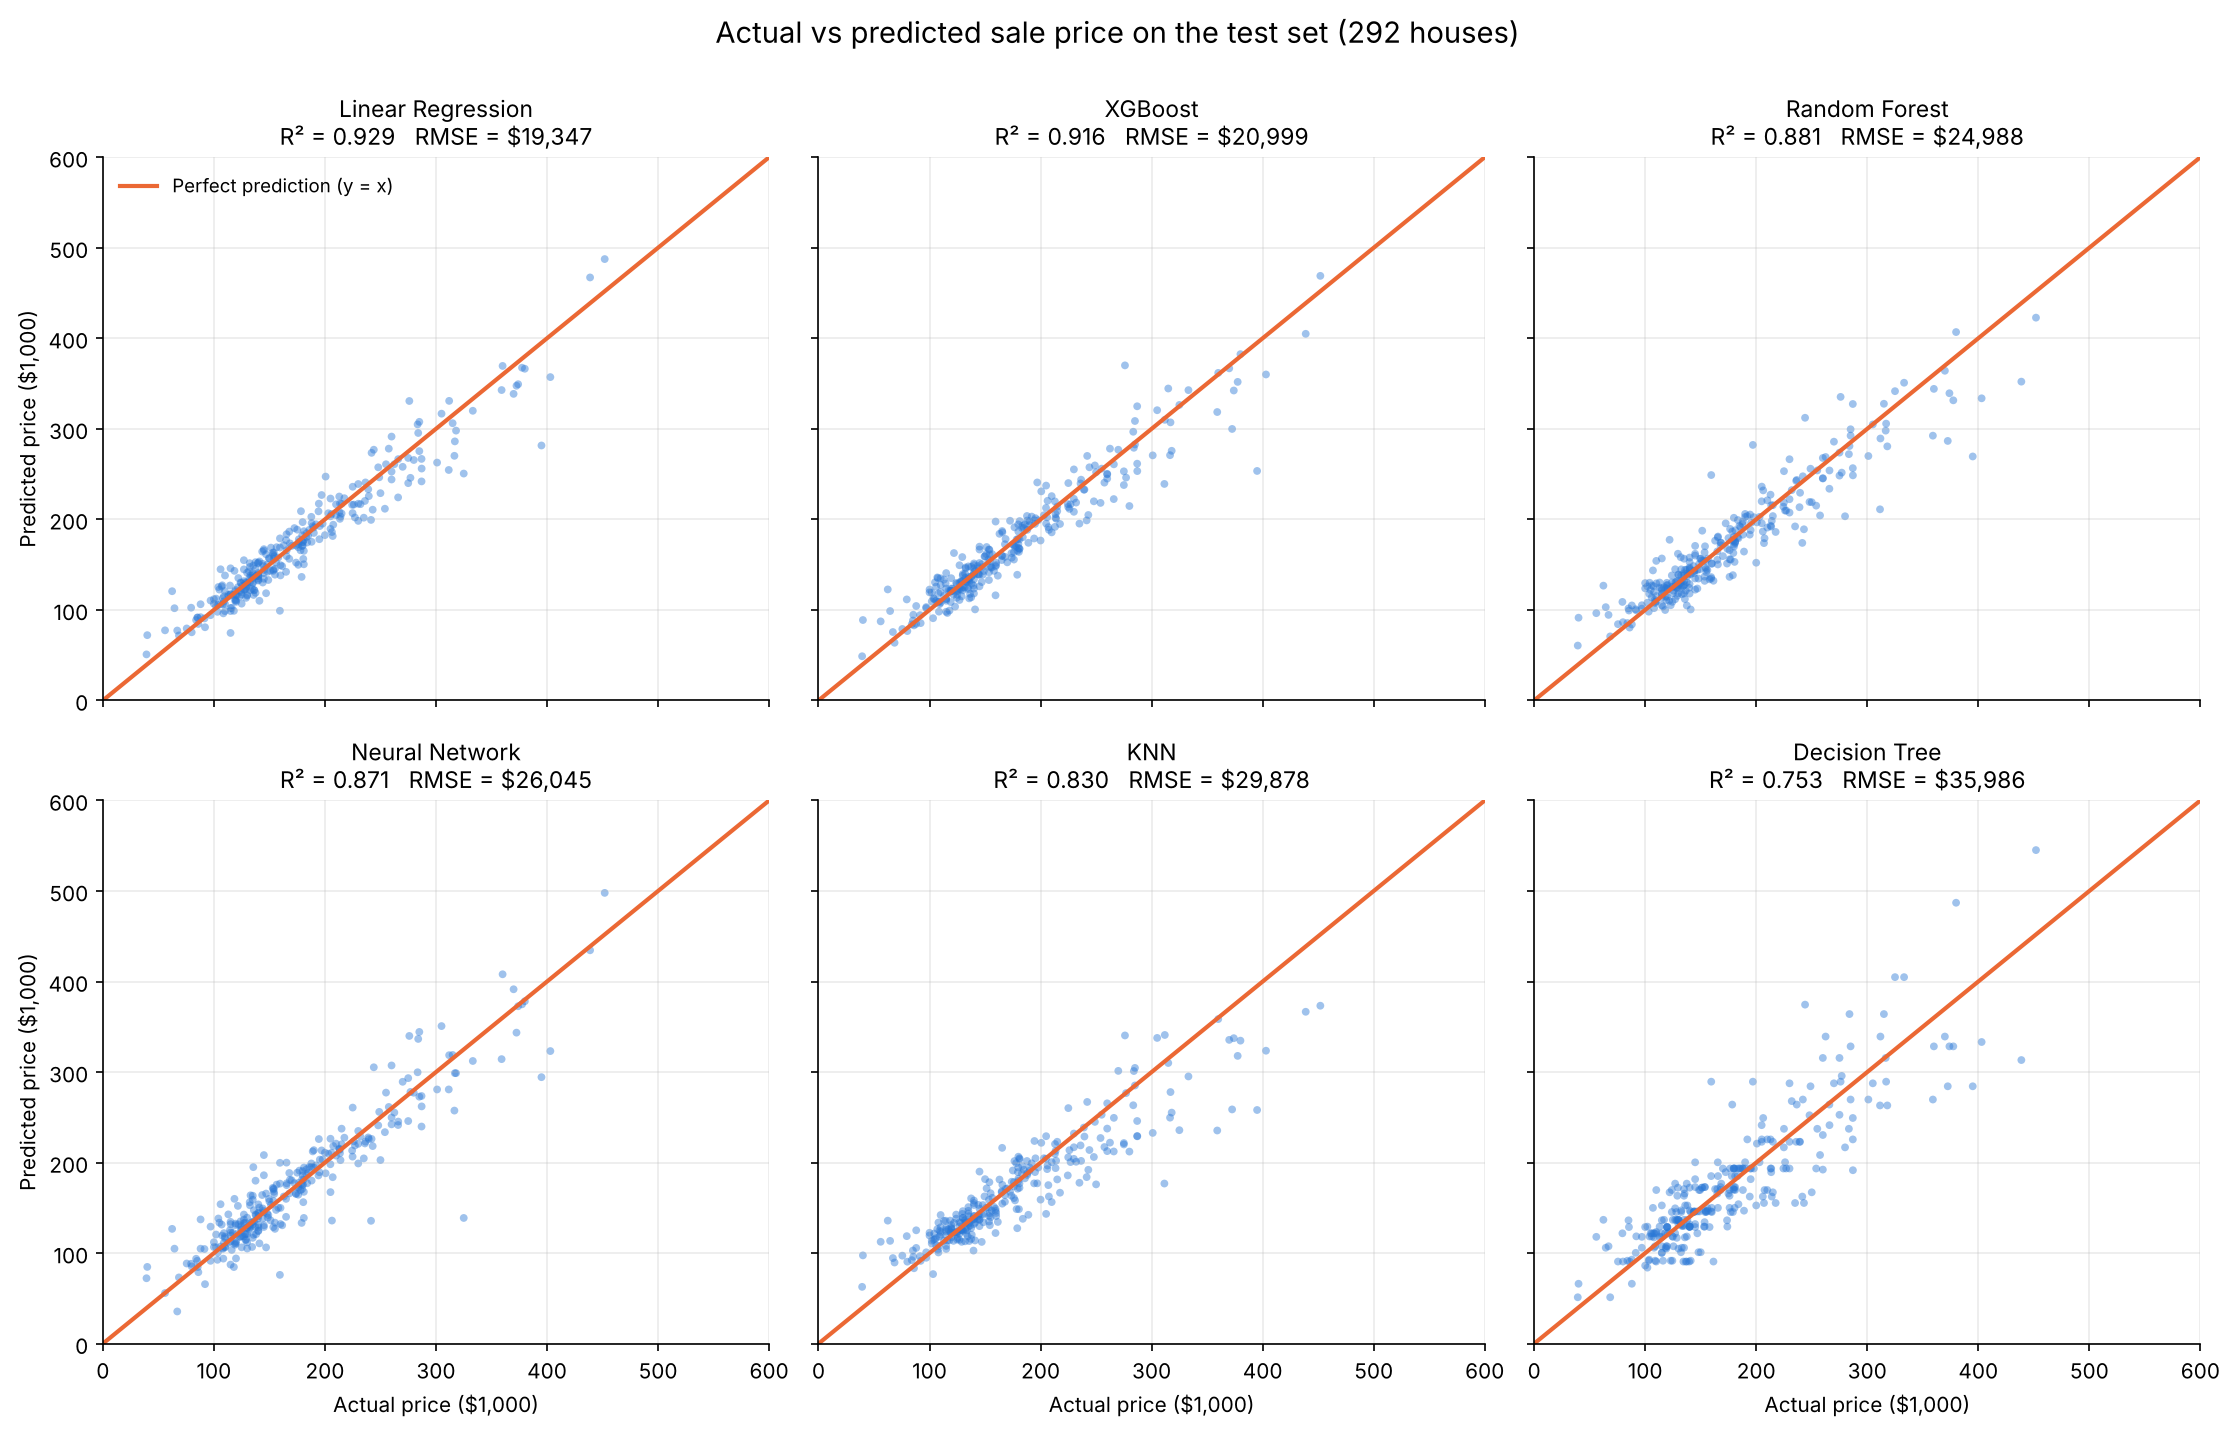 Actual vs predicted sale price on the test set (292 houses)
Linear Regression
R² = 0.929 RMSE = $19,347
XGBoost
R² = 0.916 RMSE = $20,999
Random Forest
R² = 0.881 RMSE = $24,988
Perfect prediction (y = x)
600
500
400
300
200
100
0
Predicted price ($1,000)
Neural Network
R² = 0.871 RMSE = $26,045
KNN
R² = 0.830 RMSE = $29,878
Decision Tree
R² = 0.753 RMSE = $35,986
600
500
400
300
200
100
0
Predicted price ($1,000)
0 100 200 300 400 500 600
0 100 200 300 400 500 600
0 100 200 300 400 500 600
Actual price ($1,000)
Actual price ($1,000)
Actual price ($1,000)